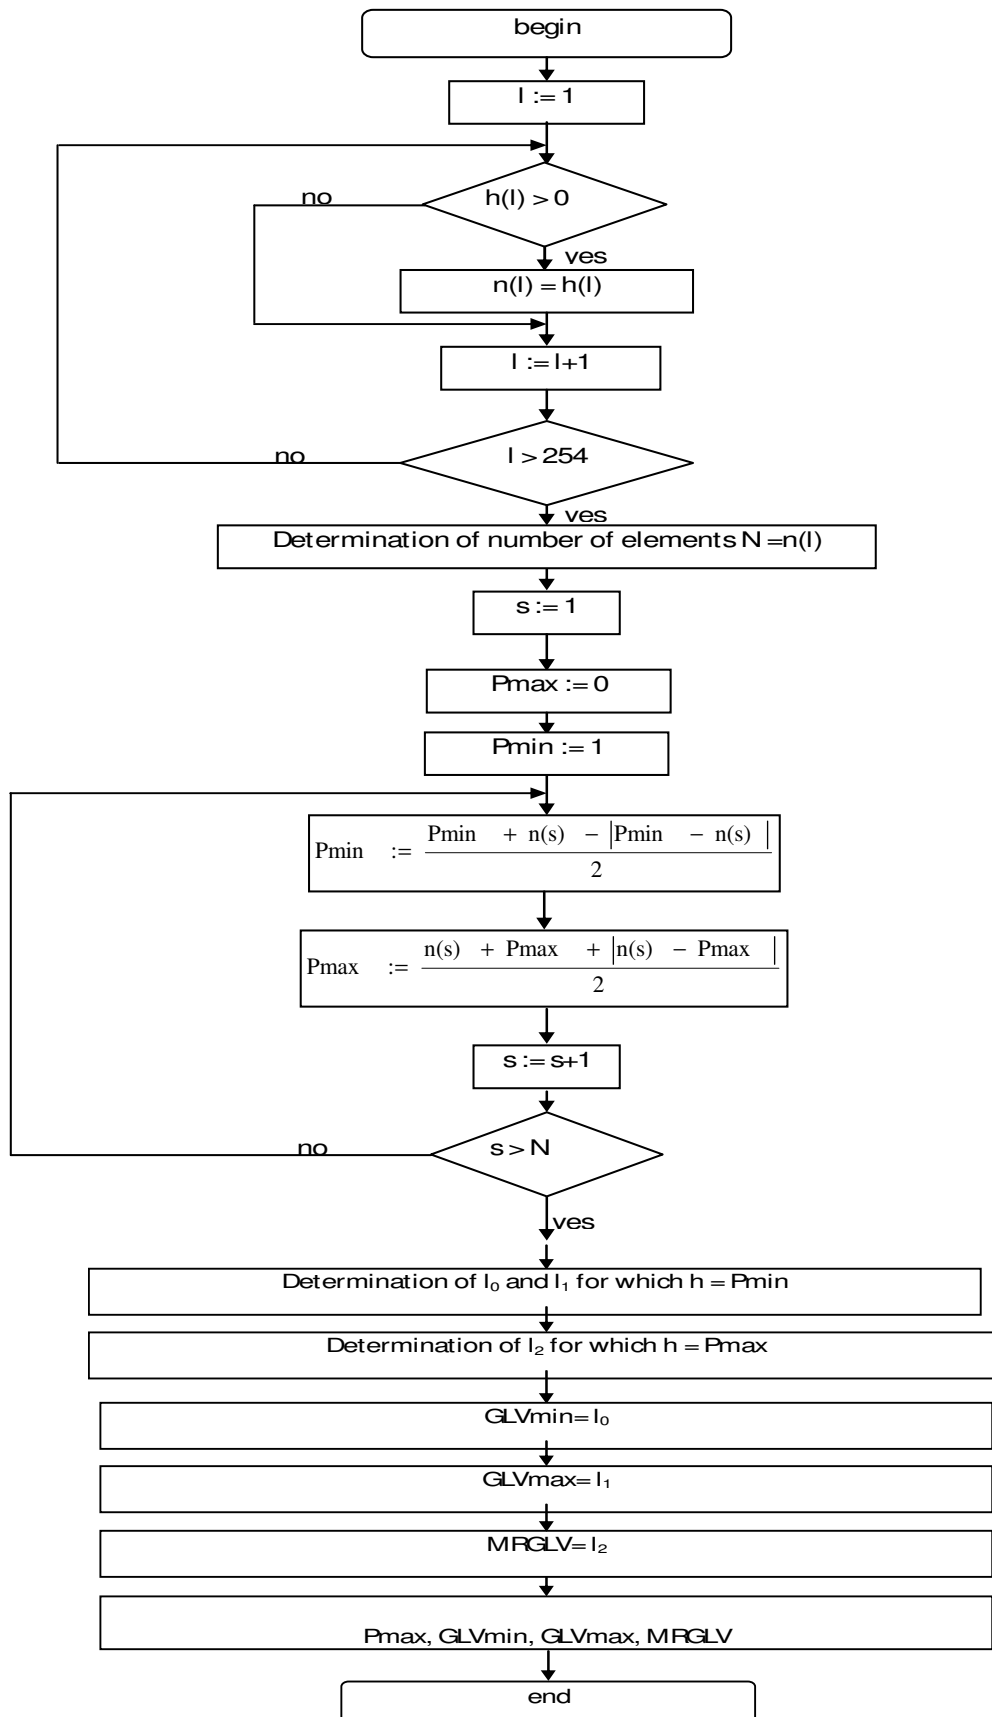 begin
l := 1
h(l) > 0
no
yes
n(l) = h(l)
l := l+1
l > 254
no
yes
Determination of number of elements N =n(l)
s := 1
Pmax := 0
Pmin := 1
Pmin := (Pmin + n(s) - |Pmin - n(s) |) / 2
Pmax := (n(s) + Pmax + |n(s) - Pmax |) / 2
s := s+1
s > N
no
yes
Determination of l₀ and l₁ for which h = Pmin
Determination of l₂ for which h = Pmax
GLVmin= l₀
GLVmax= l₁
MRGLV= l₂
Pmax, GLVmin, GLVmax, MRGLV
end